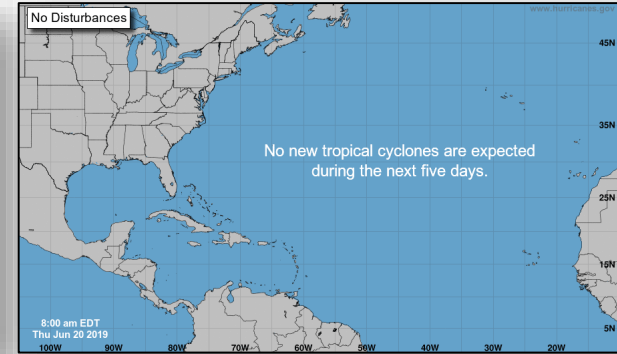 No Disturbances
www.hurricanes.gov
45N
35N
No new tropical cyclones are expected
during the next five days.
25N
15N
8:00 am EDT
Thu Jun 20 2019
5N
100W 90W 80W 70W 60W 50W 40W 30W 20W